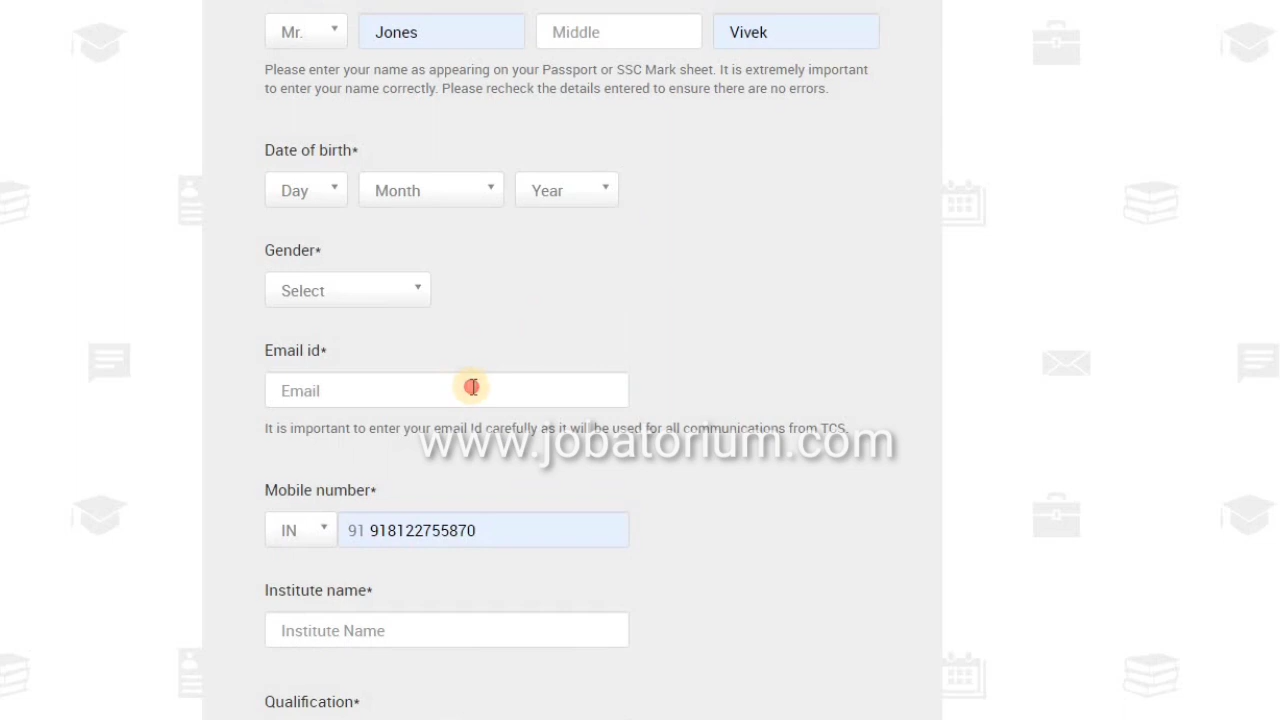 Mr. Jones Middle Vivek
Please enter your name as appearing on your Passport or SSC Mark sheet. It is extremely important
to enter your name correctly. Please recheck the details entered to ensure there are no errors.
Date of birth*
Day Month Year
Gender*
Select
Email id*
Email
It is important to enter your email Id carefully as it will be used for all communications from TCS.
www.jobatorium.com
Mobile number*
IN 91 918122755870
Institute name*
Institute Name
Qualification*